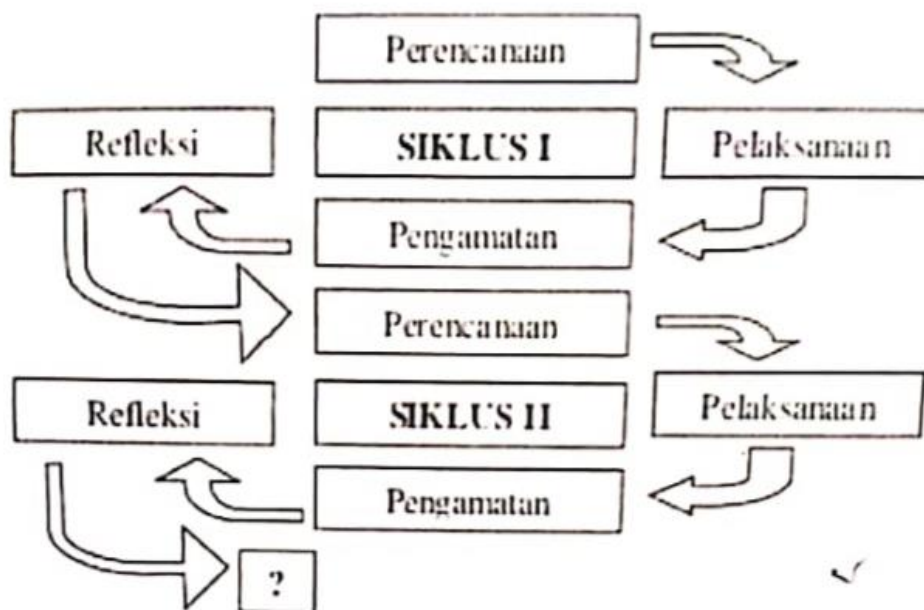 Perencanaan
Refleksi
SIKLUS I
Pelaksanaan
Pengamatan
Perencanaan
Refleksi
SIKLUS II
Pelaksanaan
Pengamatan
?